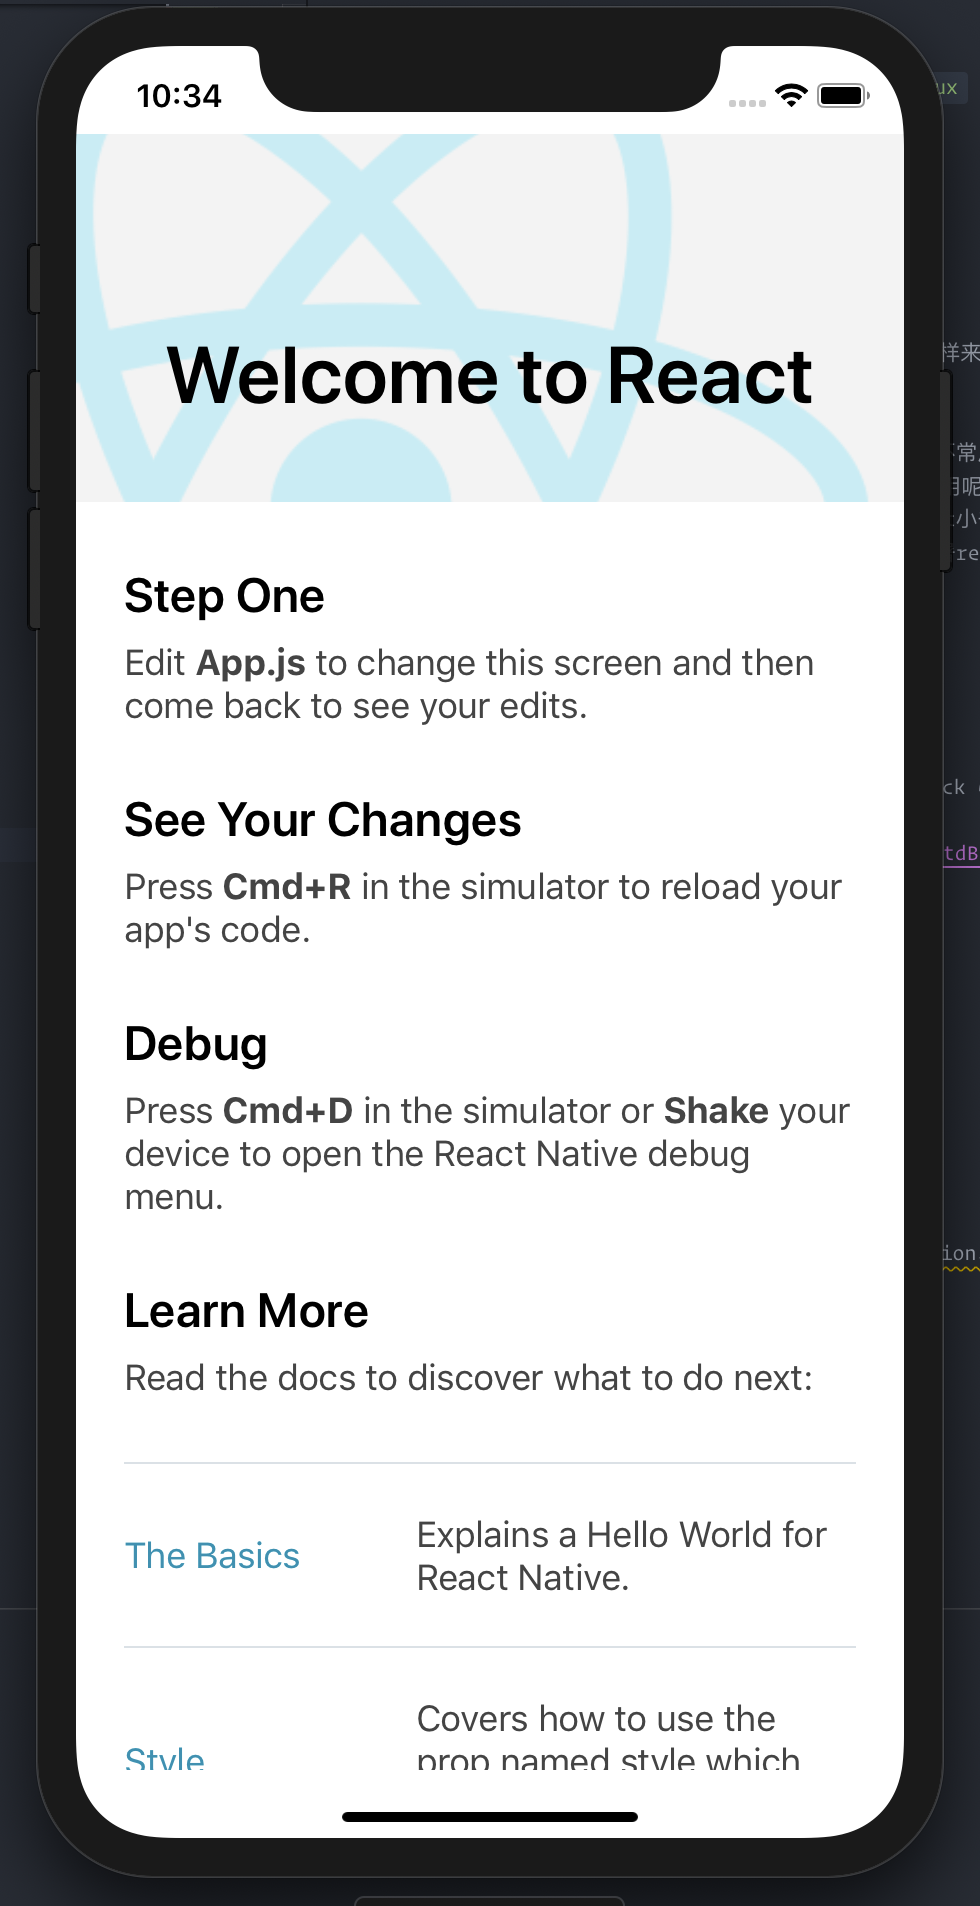 10:34
ux
Welcome to React
样来
常
用呢
小
re
Step One
Edit App.js to change this screen and then
come back to see your edits.
ck
See Your Changes
tdB
Press Cmd+R in the simulator to reload your
app's code.
Debug
Press Cmd+D in the simulator or Shake your
device to open the React Native debug
menu.
ion
Learn More
Read the docs to discover what to do next:
The Basics
Explains a Hello World for
React Native.
Style
Covers how to use the
prop named style which